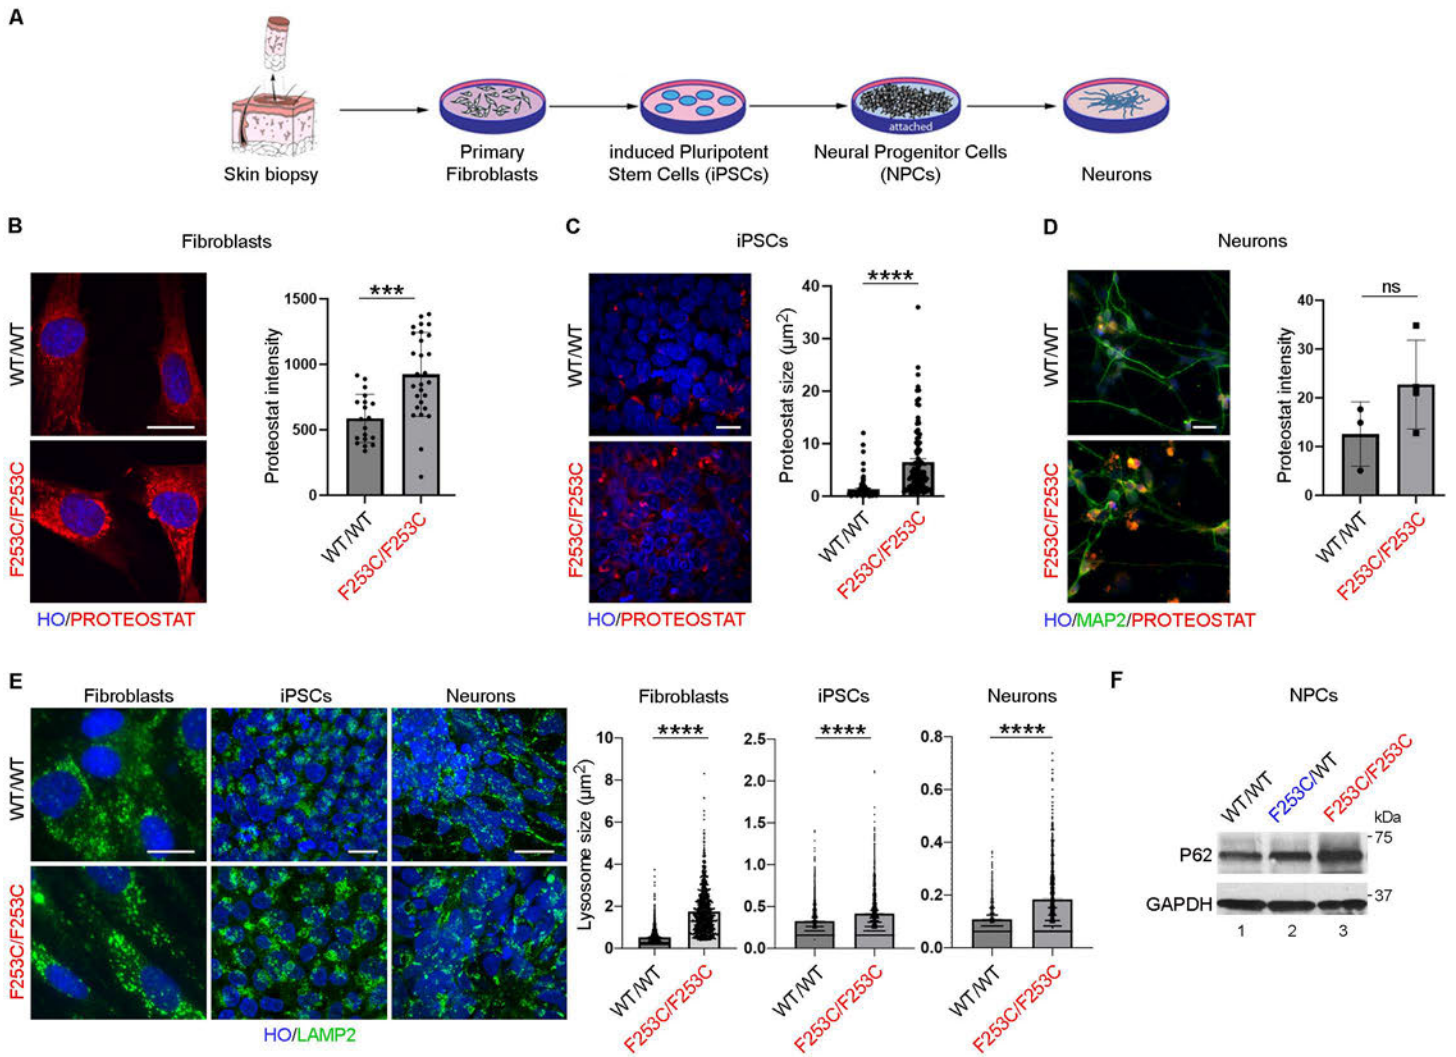 A
attached
Skin biopsy
Primary
Fibroblasts
induced Pluripotent
Stem Cells (iPSCs)
Neural Progenitor Cells
(NPCs)
Neurons
B
Fibroblasts
WT/WT
F253C/F253C
HO/PROTEOSTAT
Proteostat intensity
1500
1000
500
0
***
WT/WT
F253C/F253C
C
iPSCs
WT/WT
F253C/F253C
HO/PROTEOSTAT
Proteostat size (µm²)
40
30
20
10
0
****
WT/WT
F253C/F253C
D
Neurons
WT/WT
F253C/F253C
HO/MAP2/PROTEOSTAT
Proteostat intensity
40
30
20
10
0
ns
WT/WT
F253C/F253C
E
Fibroblasts
iPSCs
Neurons
WT/WT
F253C/F253C
HO/LAMP2
Fibroblasts
Lysosome size (µm²)
10
8
6
4
2
0
****
WT/WT
F253C/F253C
iPSCs
2.5
2.0
1.5
1.0
0.5
0.0
****
WT/WT
F253C/F253C
Neurons
0.8
0.6
0.4
0.2
0.0
****
WT/WT
F253C/F253C
F
NPCs
WT/WT
F253C/WT
F253C/F253C
kDa
75
P62
37
GAPDH
1 2 3